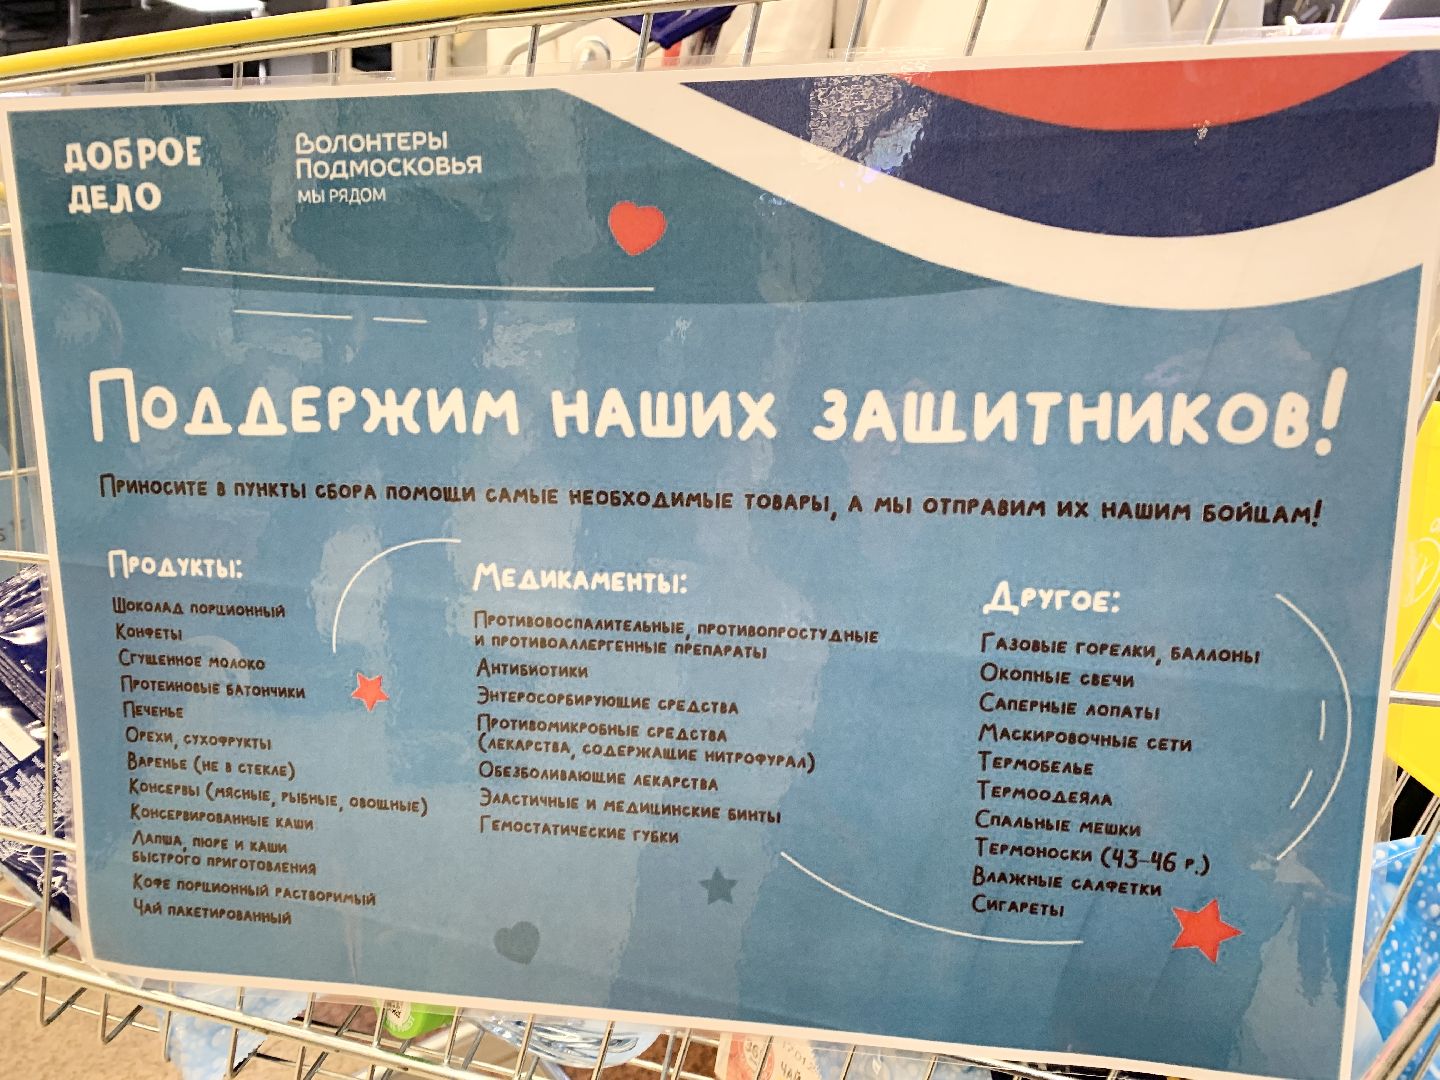 ДОБРОЕ
ДЕЛО
ВОЛОНТЕРЫ
ПОДМОСКОВЬЯ
МЫ РЯДОМ
ПОДДЕРЖИМ НАШИХ ЗАЩИТНИКОВ!
ПРИНОСИТЕ В ПУНКТЫ СБОРА ПОМОЩИ САМЫЕ НЕОБХОДИМЫЕ ТОВАРЫ, А МЫ ОТПРАВИМ ИХ НАШИМ БОЙЦАМ!
ПРОДУКТЫ:
ШОКОЛАД ПОРЦИОННЫЙ
КОНФЕТЫ
СГУЩЕННОЕ МОЛОКО
ПРОТЕИНОВЫЕ БАТОНЧИКИ
ПЕЧЕНЬЕ
ОРЕХИ, СУХОФРУКТЫ
ВАРЕНЬЕ (НЕ В СТЕКЛЕ)
КОНСЕРВЫ (МЯСНЫЕ, РЫБНЫЕ, ОВОЩНЫЕ)
КОНСЕРВИРОВАННЫЕ КАШИ
ЛАПША, ПЮРЕ И КАШИ
БЫСТРОГО ПРИГОТОВЛЕНИЯ
КОФЕ ПОРЦИОННЫЙ РАСТВОРИМЫЙ
ЧАЙ ПАКЕТИРОВАННЫЙ
МЕДИКАМЕНТЫ:
ПРОТИВОВОСПАЛИТЕЛЬНЫЕ, ПРОТИВОПРОСТУДНЫЕ
И ПРОТИВОАЛЛЕРГЕННЫЕ ПРЕПАРАТЫ
АНТИБИОТИКИ
ЭНТЕРОСОРБИРУЮЩИЕ СРЕДСТВА
ПРОТИВОМИКРОБНЫЕ СРЕДСТВА
(ЛЕКАРСТВА, СОДЕРЖАЩИЕ НИТРОФУРАЛ)
ОБЕЗБОЛИВАЮЩИЕ ЛЕКАРСТВА
ЭЛАСТИЧНЫЕ И МЕДИЦИНСКИЕ БИНТЫ
ГЕМОСТАТИЧЕСКИЕ ГУБКИ
ДРУГОЕ:
ГАЗОВЫЕ ГОРЕЛКИ, БАЛЛОНЫ
ОКОПНЫЕ СВЕЧИ
САПЕРНЫЕ ЛОПАТЫ
МАСКИРОВОЧНЫЕ СЕТИ
ТЕРМОБЕЛЬЕ
ТЕРМООДЕЯЛА
СПАЛЬНЫЕ МЕШКИ
ТЕРМОНОСКИ (43-46 Р.)
ВЛАЖНЫЕ САЛФЕТКИ
СИГАРЕТЫ
ЧАЙ